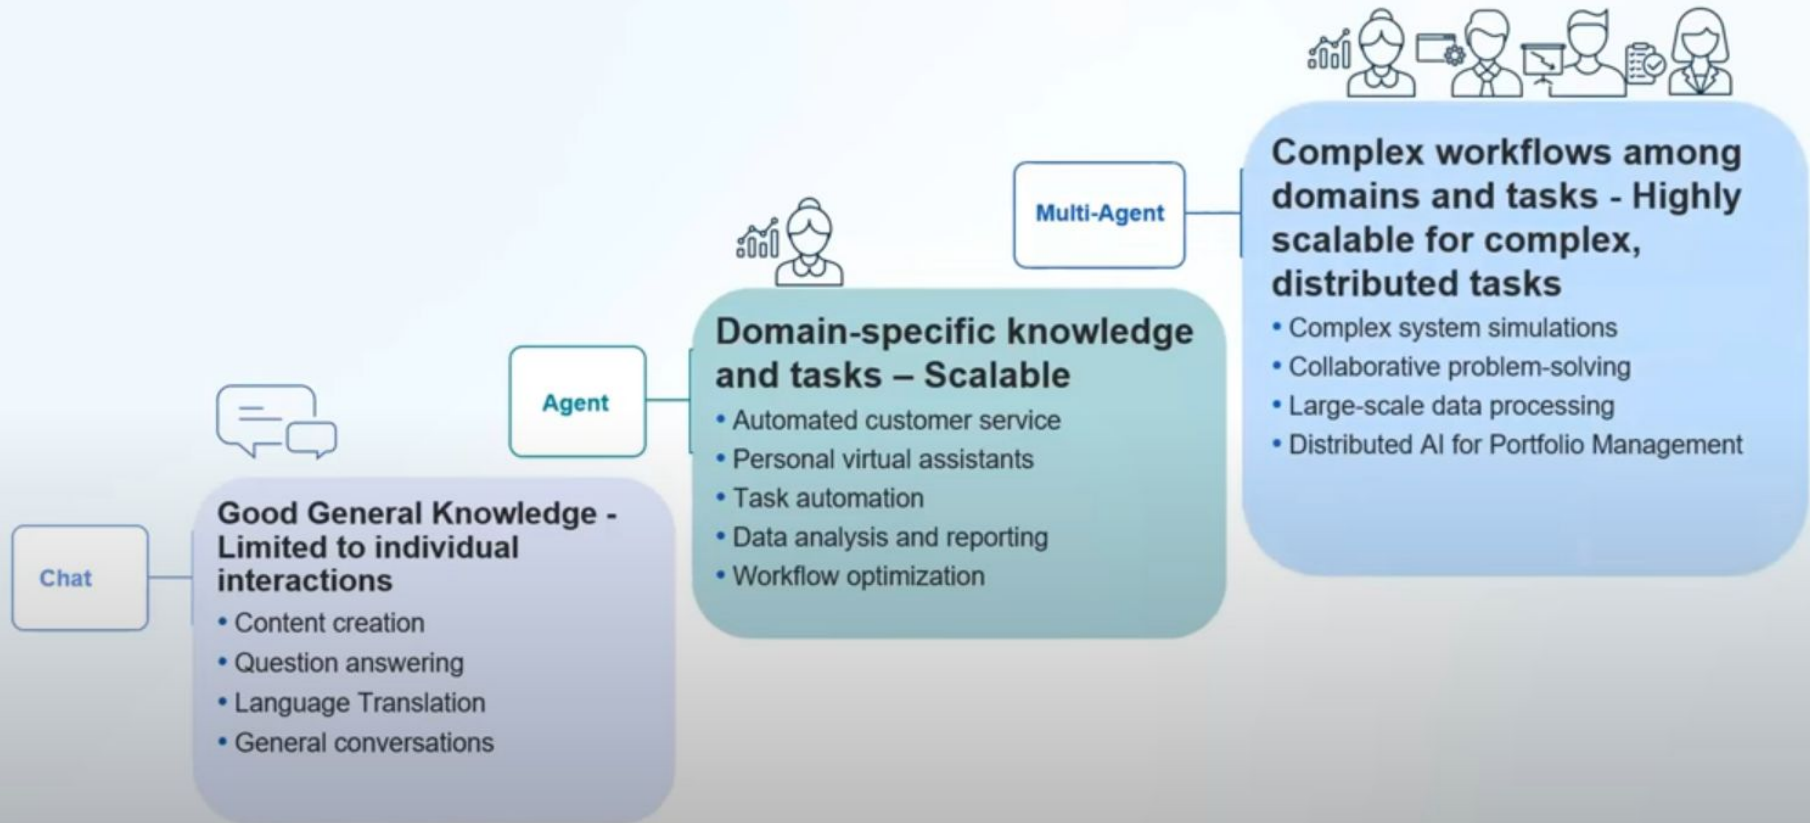 Chat
Good General Knowledge -
Limited to individual
interactions
• Content creation
• Question answering
• Language Translation
• General conversations
Agent
Domain-specific knowledge
and tasks – Scalable
• Automated customer service
• Personal virtual assistants
• Task automation
• Data analysis and reporting
• Workflow optimization
Multi-Agent
Complex workflows among
domains and tasks - Highly
scalable for complex,
distributed tasks
• Complex system simulations
• Collaborative problem-solving
• Large-scale data processing
• Distributed AI for Portfolio Management